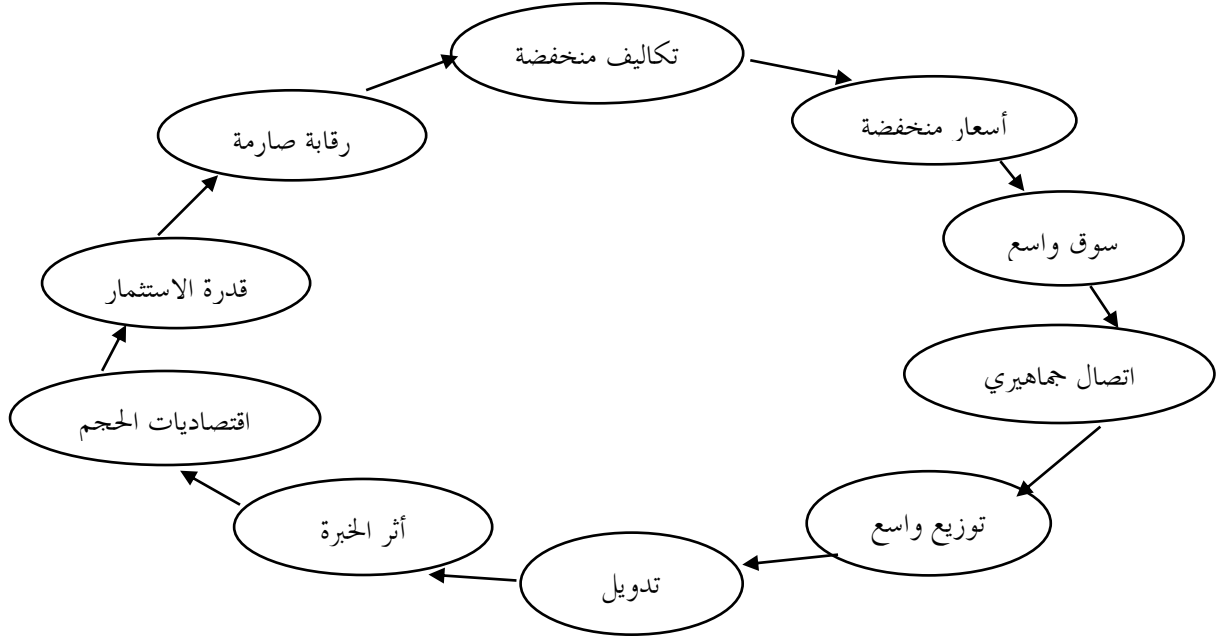 تكاليف منخفضة
أسعار منخفضة
سوق واسع
اتصال جماهيري
توزيع واسع
تدويل
أثر الخبرة
اقتصاديات الحجم
قدرة الاستثمار
رقابة صارمة